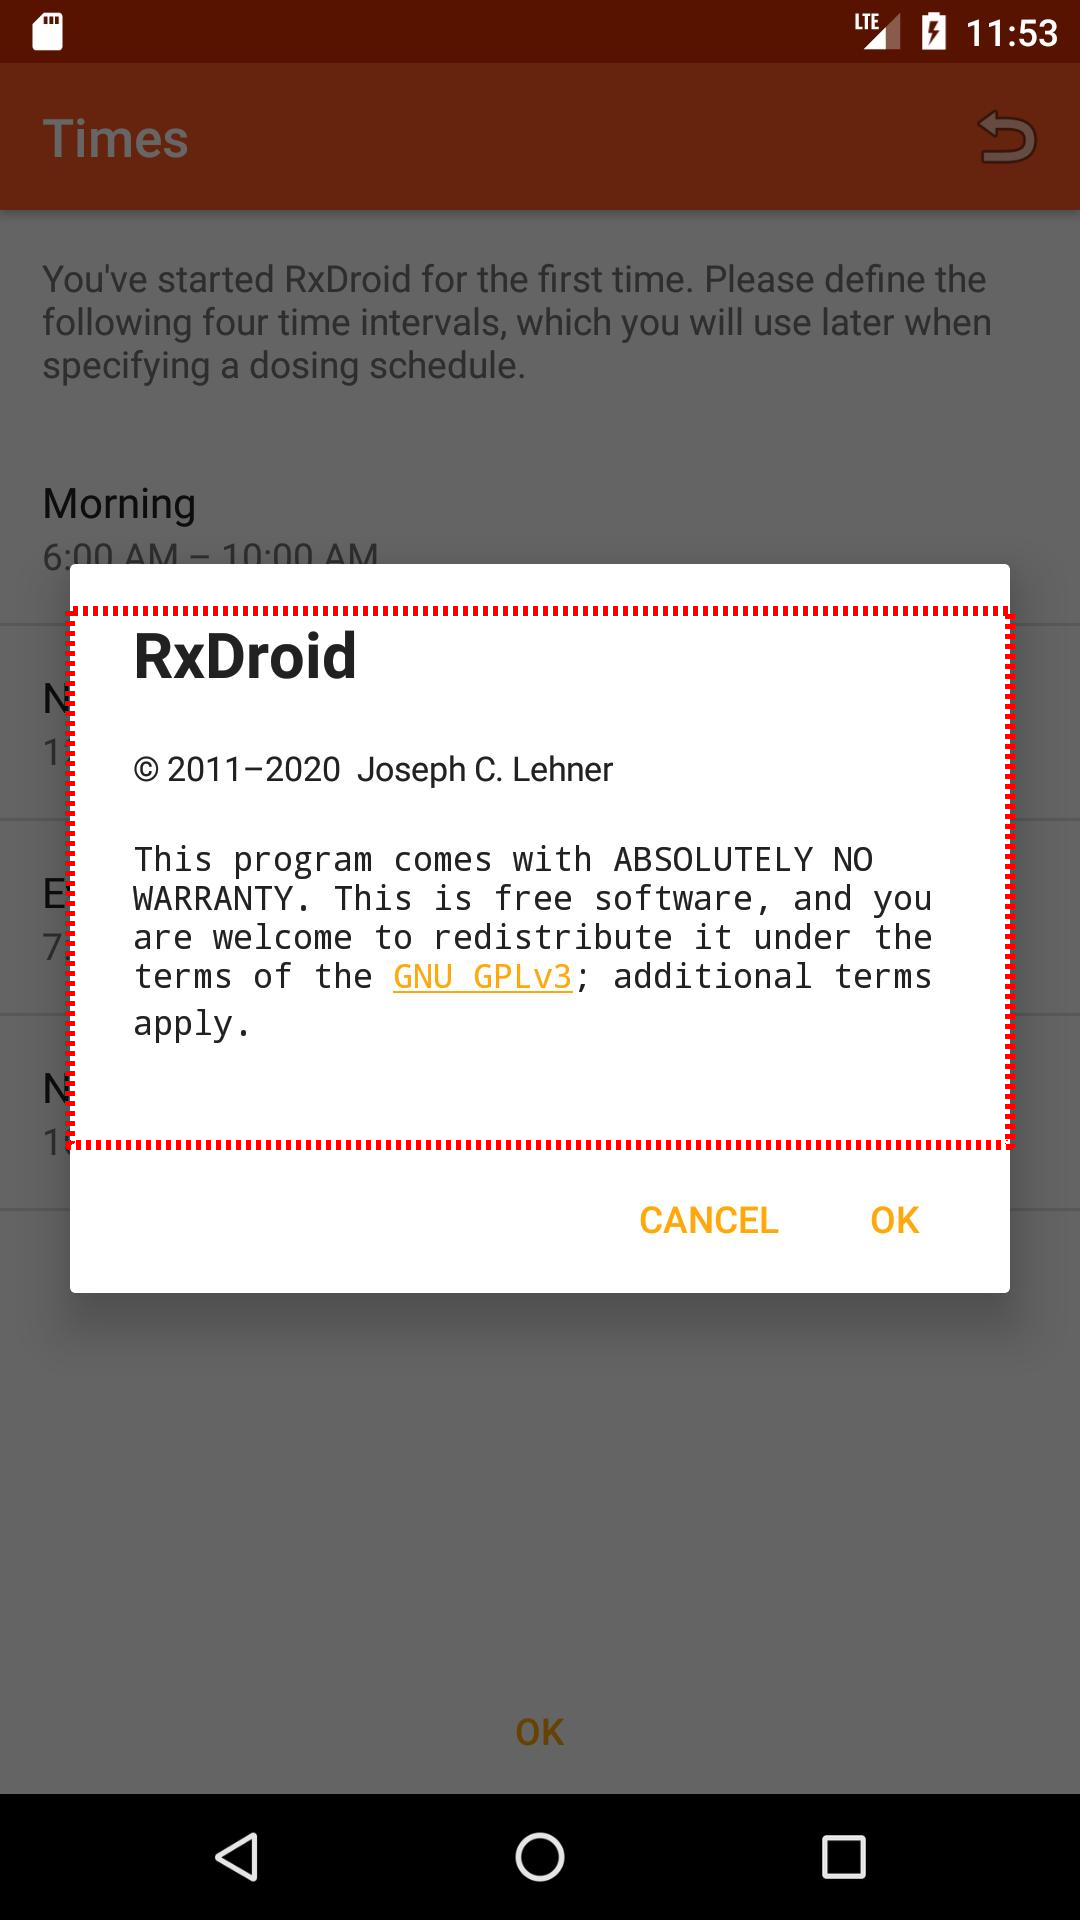 LTE 11:53
Times
You've started RxDroid for the first time. Please define the
following four time intervals, which you will use later when
specifying a dosing schedule.
Morning
6:00 AM – 10:00 AM
RxDroid
© 2011–2020 Joseph C. Lehner
This program comes with ABSOLUTELY NO
WARRANTY. This is free software, and you
are welcome to redistribute it under the
terms of the GNU GPLv3; additional terms
apply.
CANCEL OK
OK